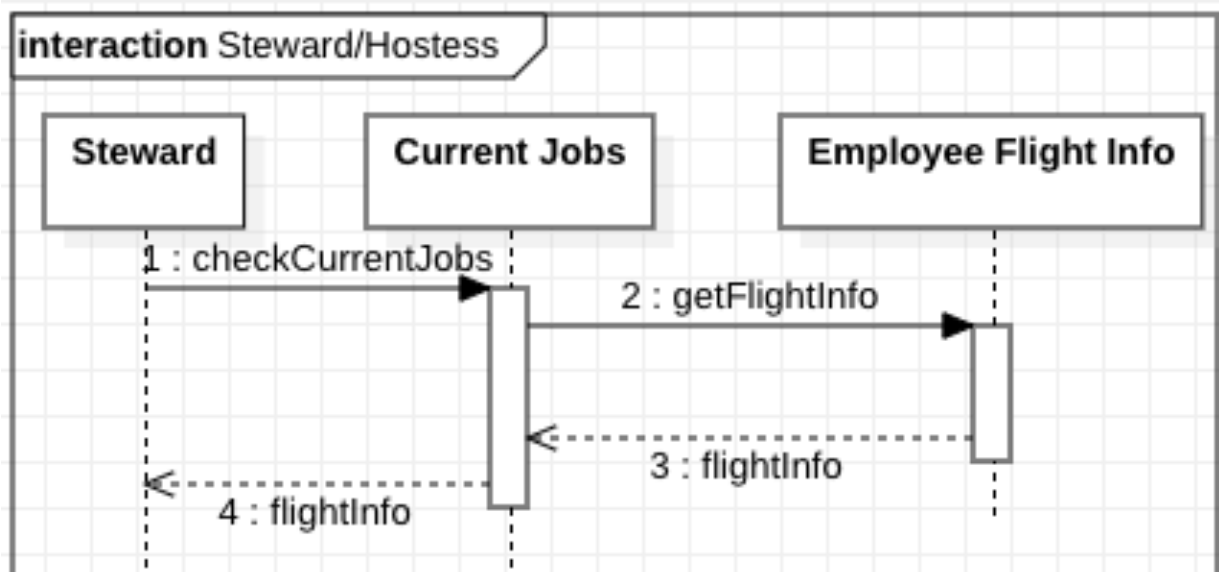 interaction Steward/Hostess
Steward
Current Jobs
Employee Flight Info
1 : checkCurrentJobs
2 : getFlightInfo
3 : flightInfo
4 : flightInfo